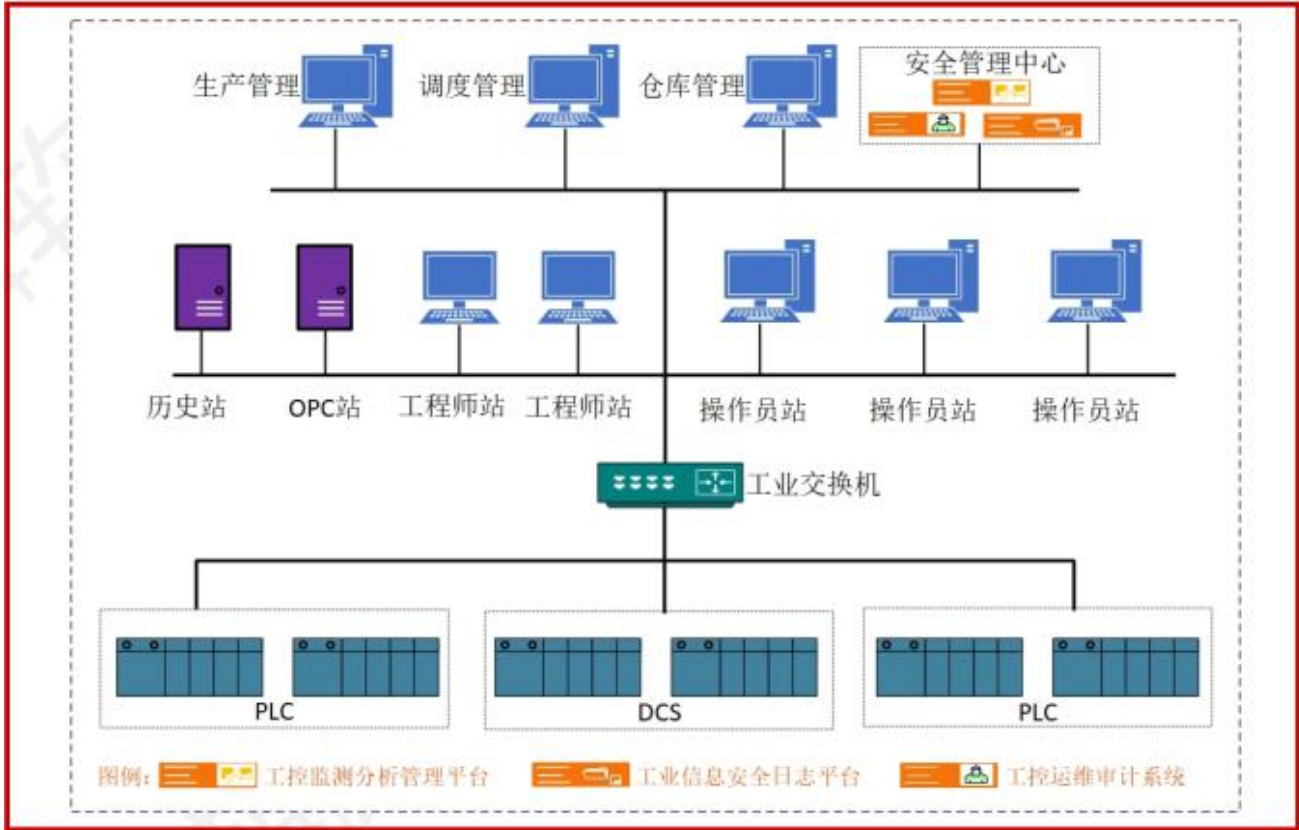 生产管理
调度管理
仓库管理
安全管理中心
历史站
OPC站
工程师站
工程师站
操作员站
操作员站
操作员站
工业交换机
PLC
DCS
PLC
图例:
工控监测分析管理平台
工业信息安全日志平台
工控运维审计系统